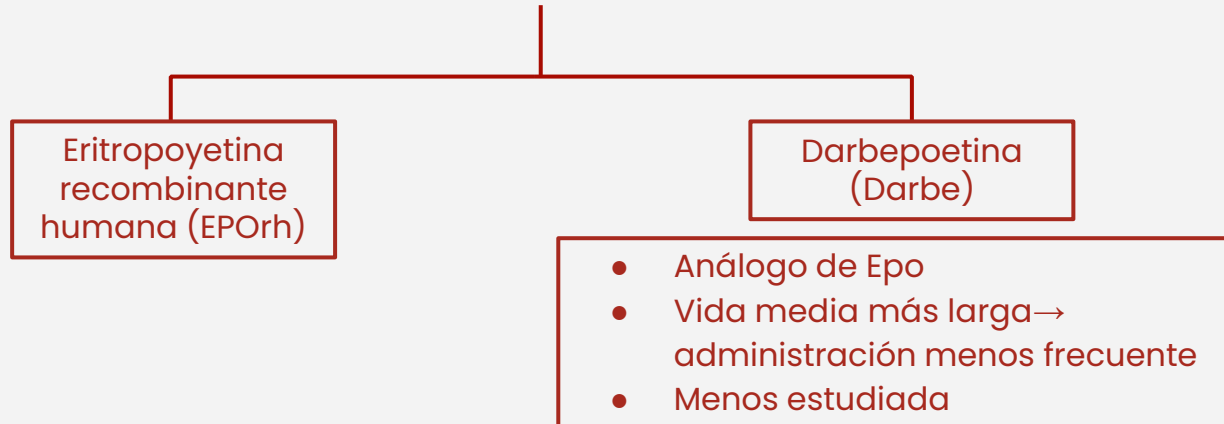 Eritropoyetina
recombinante
humana (EPOrh)
Darbepoetina
(Darbe)
● Análogo de Epo
● Vida media más larga→
administración menos frecuente
● Menos estudiada